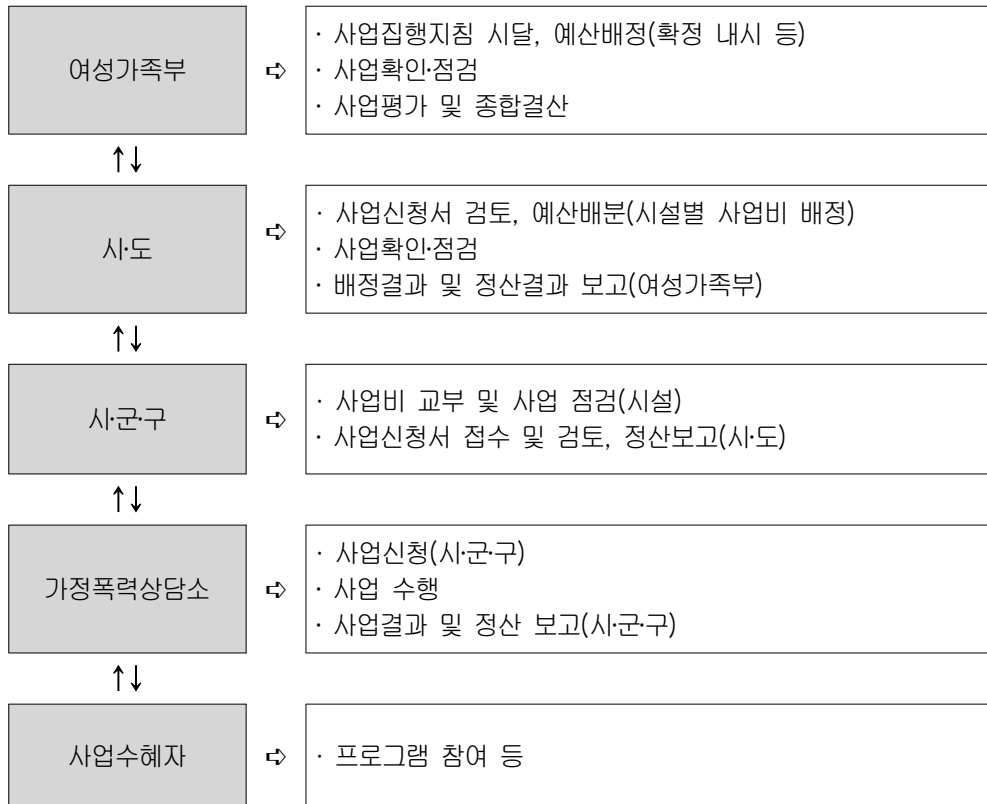 여성가족부
⇨
· 사업집행지침 시달, 예산배정(확정 내시 등)
· 사업확인·점검
· 사업평가 및 종합결산
↑↓
시·도
⇨
· 사업신청서 검토, 예산배분(시설별 사업비 배정)
· 사업확인·점검
· 배정결과 및 정산결과 보고(여성가족부)
↑↓
시·군·구
⇨
· 사업비 교부 및 사업 점검(시설)
· 사업신청서 접수 및 검토, 정산보고(시·도)
↑↓
가정폭력상담소
⇨
· 사업신청(시·군·구)
· 사업 수행
· 사업결과 및 정산 보고(시·군·구)
↑↓
사업수혜자
⇨
· 프로그램 참여 등